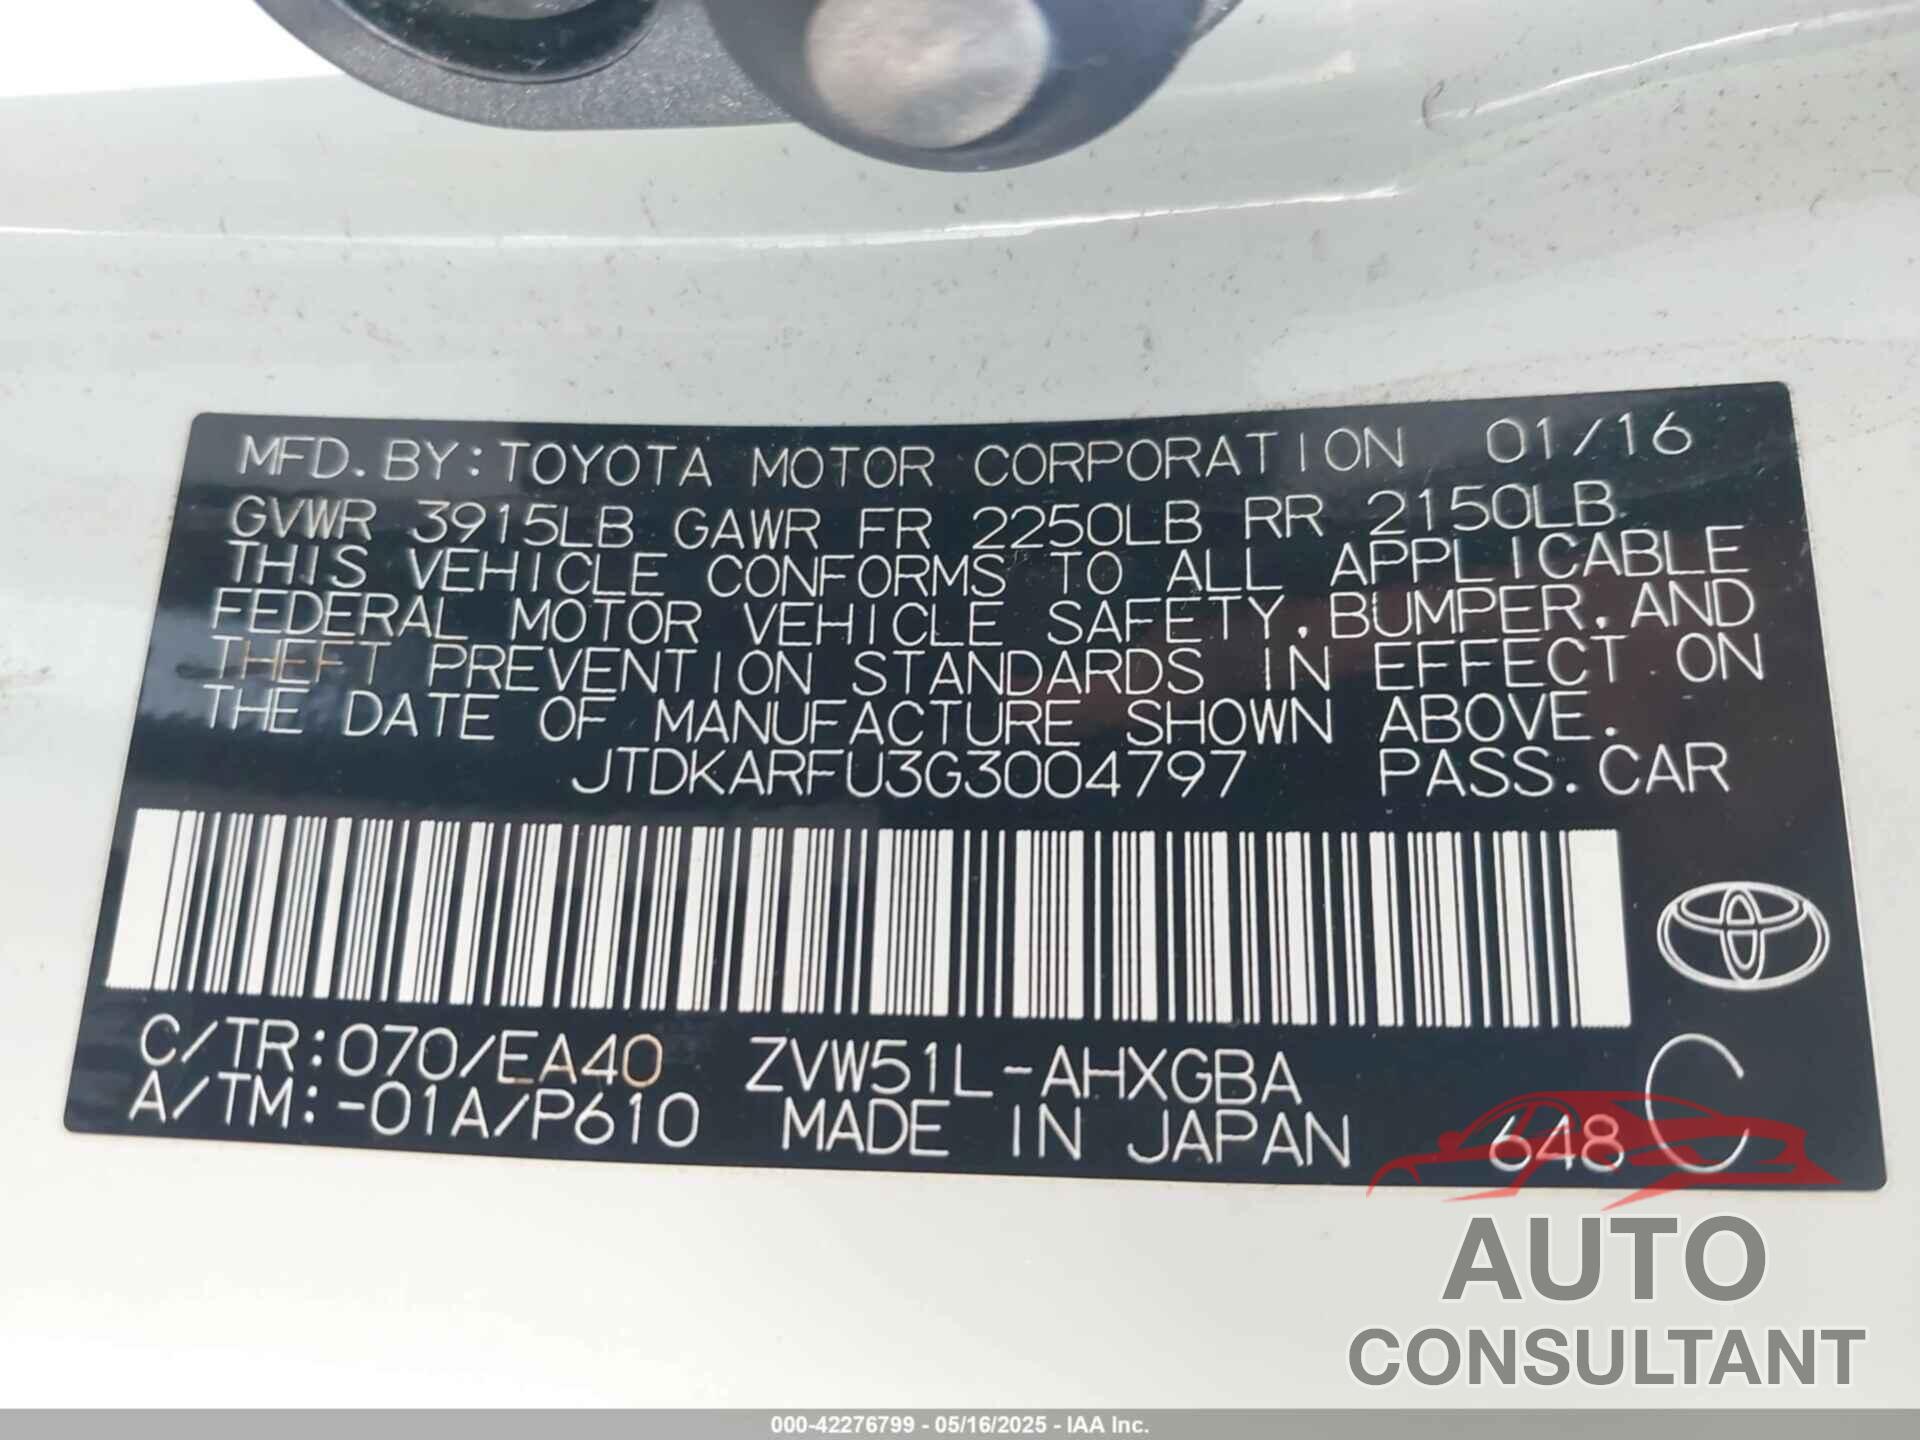 MFD. BY: TOYOTA MOTOR CORPORATION 01/16
GVWR 3915LB GAWR FR 2250LB RR 2150LB
THIS VEHICLE CONFORMS TO ALL APPLICABLE
FEDERAL MOTOR VEHICLE SAFETY, BUMPER, AND
THEFT PREVENTION STANDARDS IN EFFECT ON
THE DATE OF MANUFACTURE SHOWN ABOVE.
JTDKARFU3G3004797 PASS. CAR
C/TR: 070/EA40 ZVW51L-AHXGBA
A/TM: -01A/P610 MADE IN JAPAN 648 C
AUTO
CONSULTANT
000-42276799 - 05/16/2025 - IAA Inc.